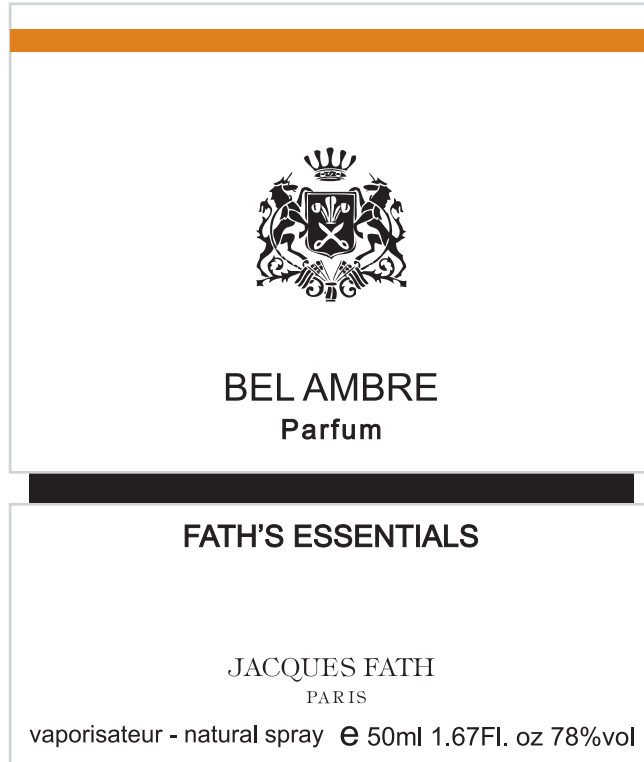 BEL AMBRE
Parfum
FATH'S ESSENTIALS
JACQUES FATH
PARIS
vaporisateur - natural spray ℮ 50ml 1.67Fl. oz 78%vol